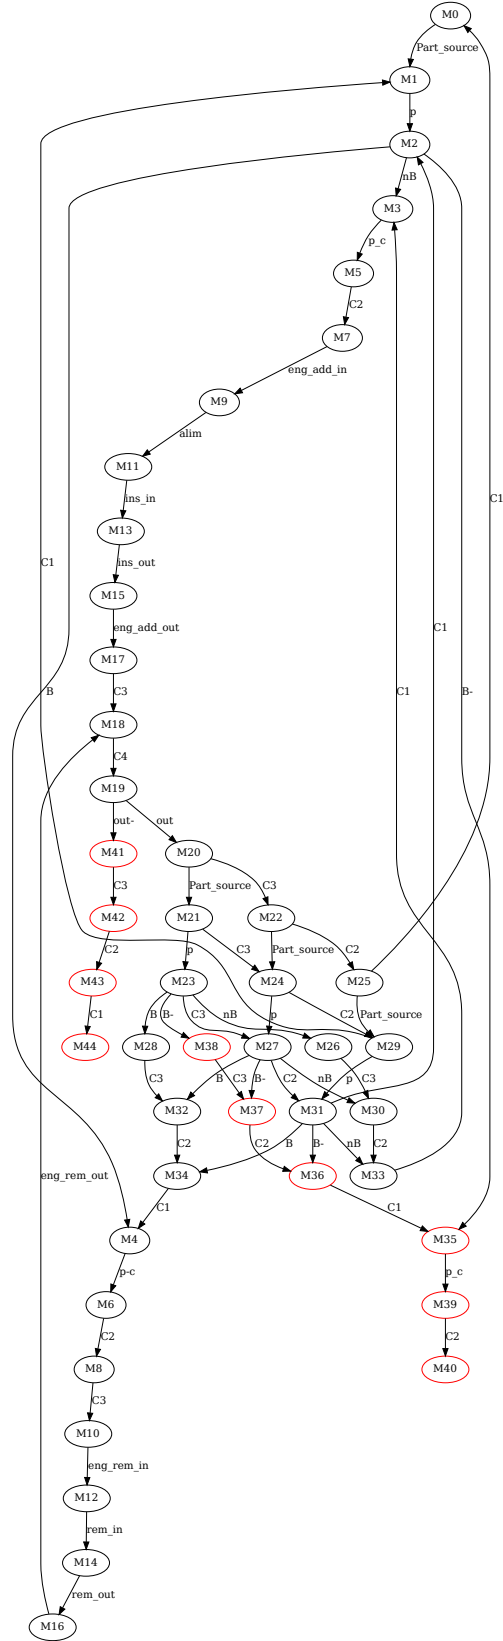 M0
Part_source
M1
p
M2
nB
M3
p_c
M5
C2
M7
eng_add_in
M9
alim
M11
ins_in
M13
C1
ins_out
C1
M15
eng_add_out
C1
M17
B
C3
C1
B-
M18
C4
M19
out-
out
M41
M20
C3
Part_source
C3
M42
M21
M22
C2
p
C3
Part_source
C2
M43
M23
M24
M25
C1
B
B-
C3
nB
p
C2
Part_source
M44
M28
M38
M27
M26
M29
C3
C3
B
B-
C2
nB
C3
p
M32
M37
M31
M30
C2
C2
B
B-
nB
C2
eng_rem_out
M34
M36
M33
C1
C1
M4
M35
p-c
p_c
M6
M39
C2
C2
M8
M40
C3
M10
eng_rem_in
M12
rem_in
M14
rem_out
M16